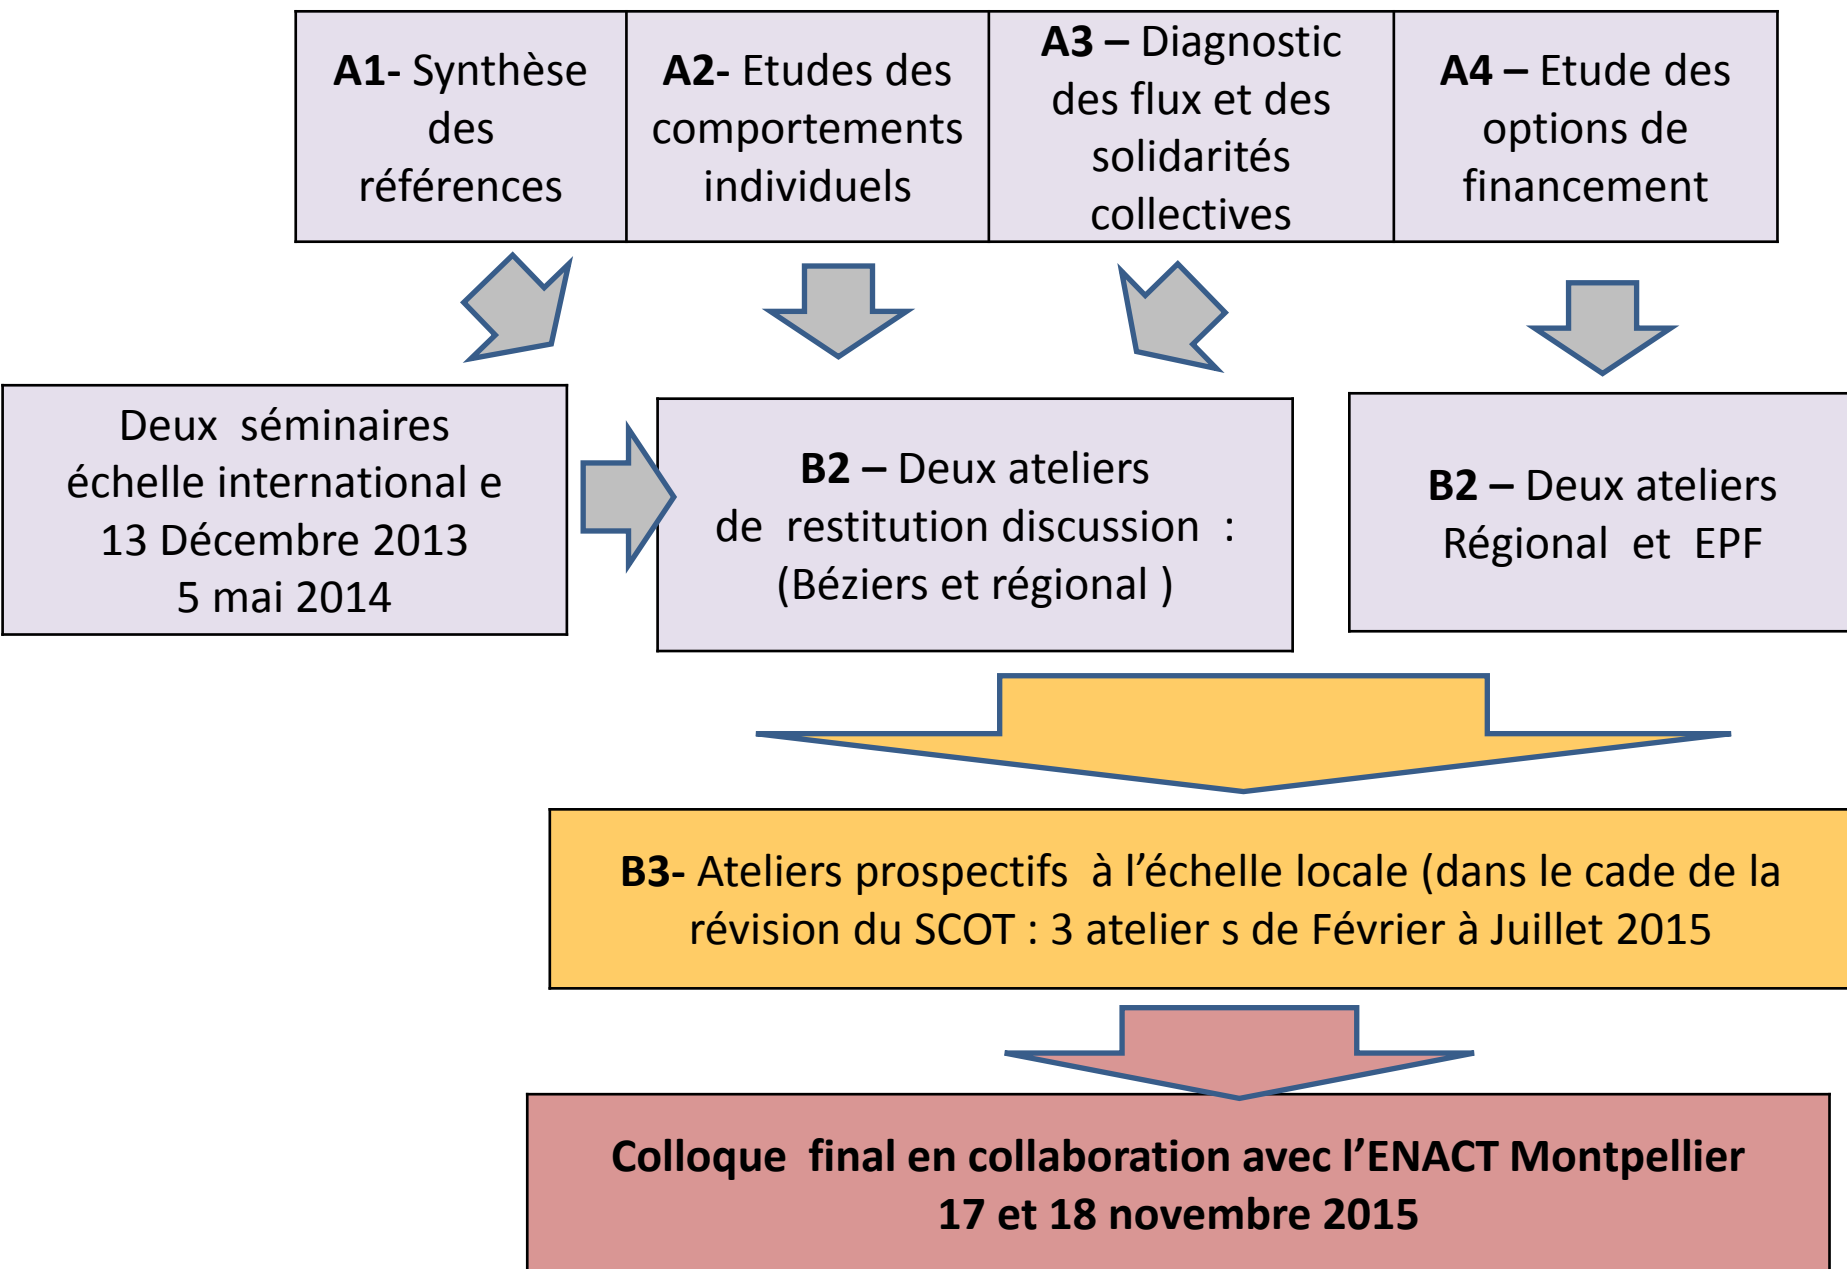 A1- Synthèse
des
références
A2- Etudes des
comportements
individuels
A3 – Diagnostic
des flux et des
solidarités
collectives
A4 – Etude des
options de
financement
Deux séminaires
échelle international e
13 Décembre 2013
5 mai 2014
B2 – Deux ateliers
de restitution discussion :
(Béziers et régional )
B2 – Deux ateliers
Régional et EPF
B3- Ateliers prospectifs à l’échelle locale (dans le cade de la
révision du SCOT : 3 atelier s de Février à Juillet 2015
Colloque final en collaboration avec l’ENACT Montpellier
17 et 18 novembre 2015